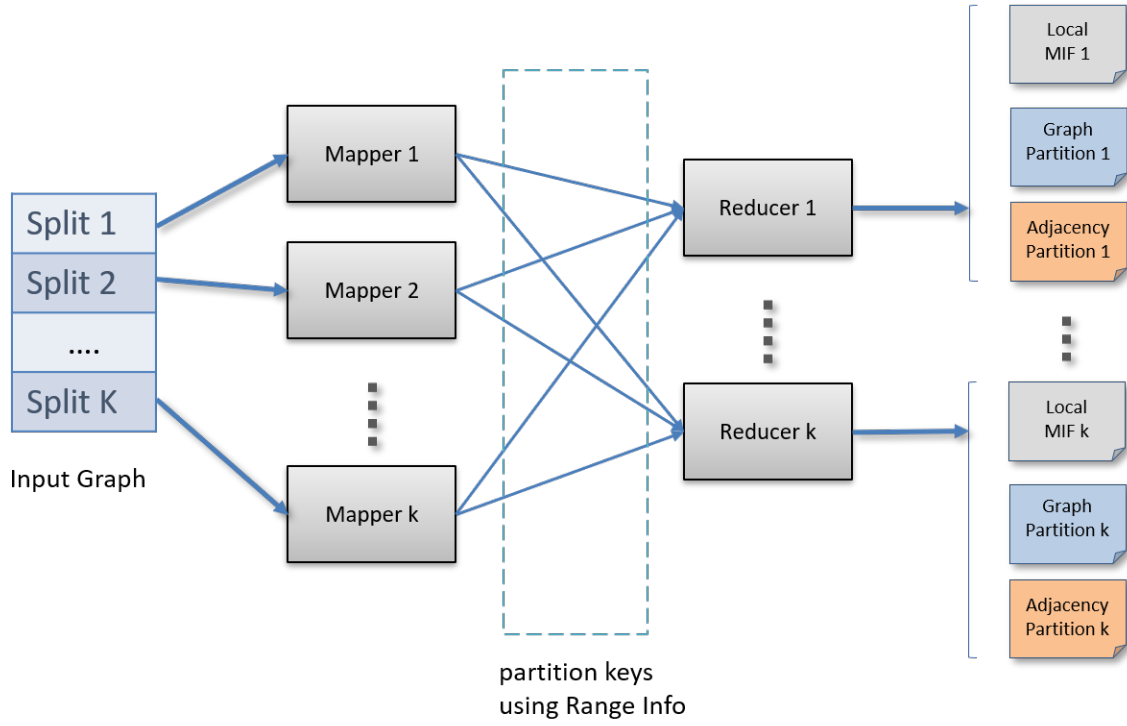 Split 1
Split 2
....
Split K
Input Graph
Mapper 1
Mapper 2
Mapper k
partition keys
using Range Info
Reducer 1
Reducer k
Local
MIF 1
Graph
Partition 1
Adjacency
Partition 1
Local
MIF k
Graph
Partition k
Adjacency
Partition k